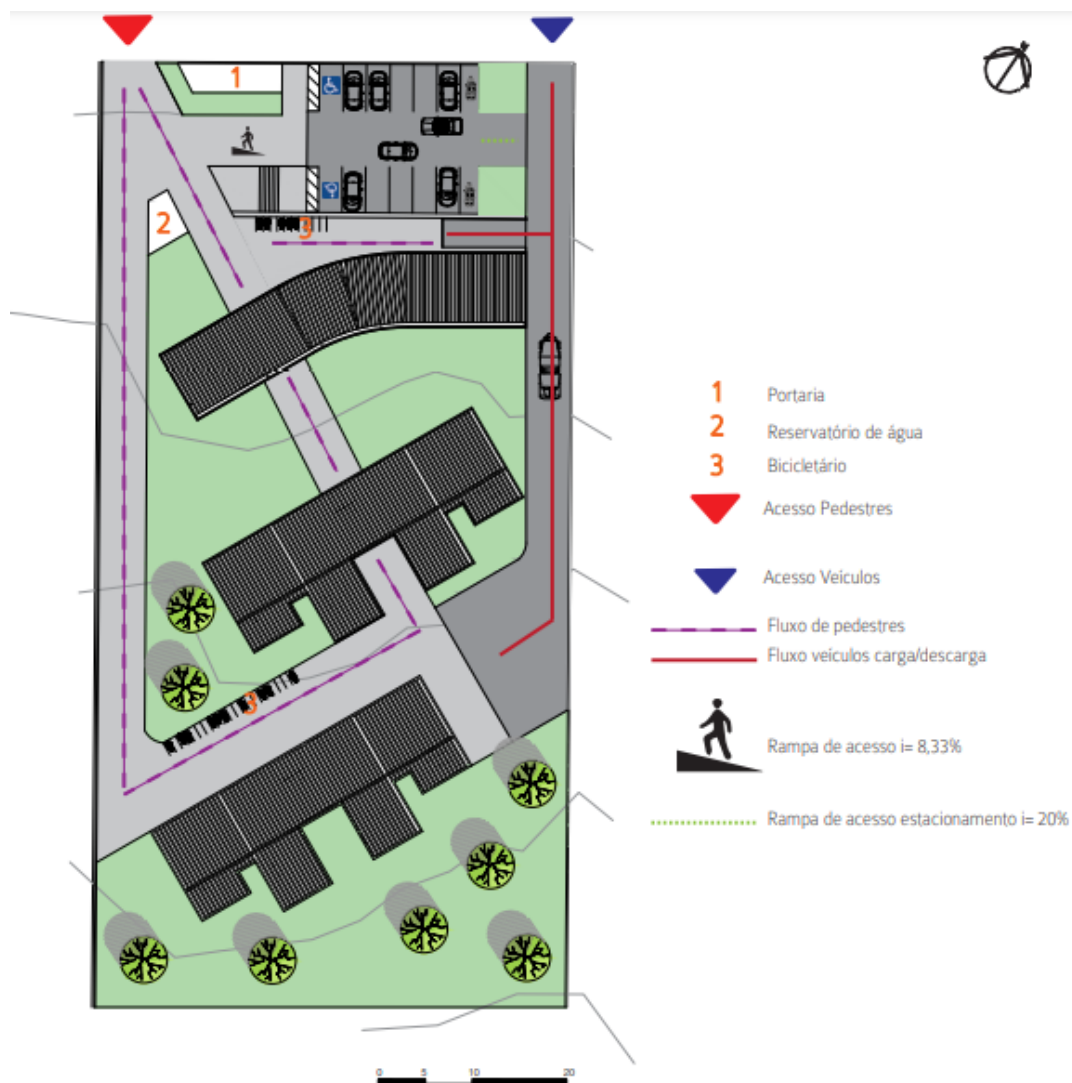 1
2
3
3
1 Portaria
2 Reservatório de água
3 Bicicletário
Acesso Pedestres
Acesso Veículos
Fluxo de pedestres
Fluxo veículos carga/descarga
Rampa de acesso i= 8,33%
Rampa de acesso estacionamento i= 20%
0 5 10 20